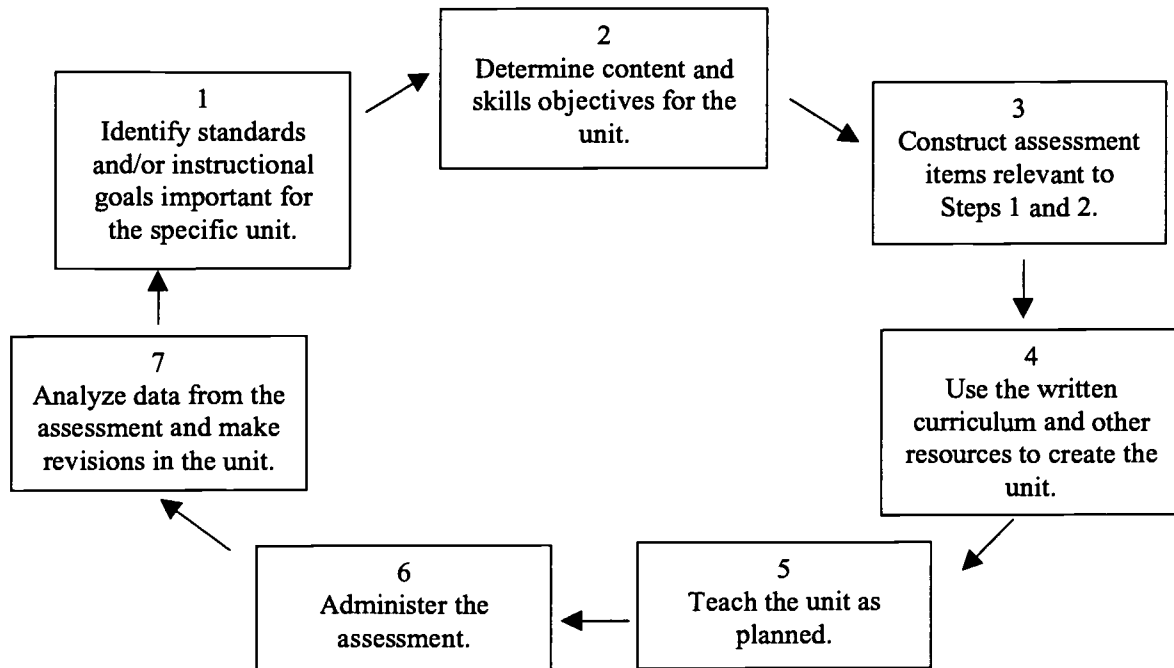 1
Identify standards
and/or instructional
goals important for
the specific unit.
2
Determine content and
skills objectives for the
unit.
3
Construct assessment
items relevant to
Steps 1 and 2.
4
Use the written
curriculum and other
resources to create the
unit.
5
Teach the unit as
planned.
6
Administer the
assessment.
7
Analyze data from the
assessment and make
revisions in the unit.